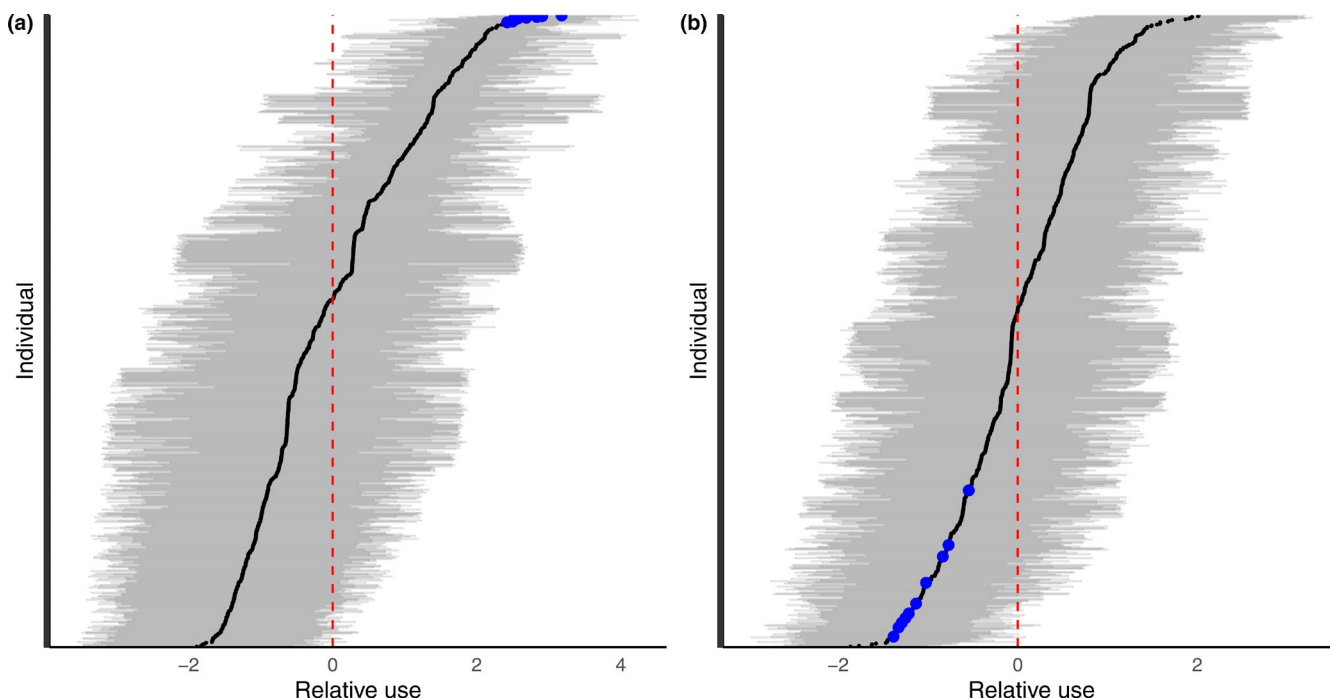 (a)
Individual
−2 0 2 4
Relative use
(b)
Individual
−2 0 2
Relative use